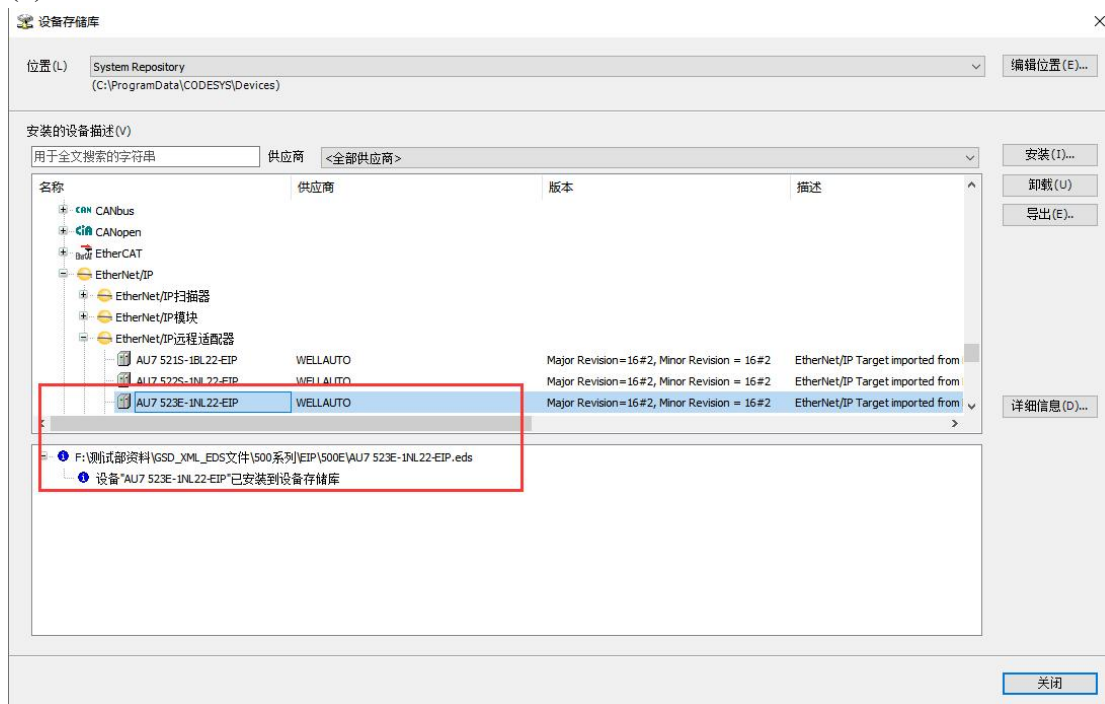 设备存储库
位置(L) System Repository 编辑位置(E)...
(C:\ProgramData\CODESYS\Devices)
安装的设备描述(V)
用于全文搜索的字符串 供应商 <全部供应商> 安装(I)...
名称 供应商 版本 描述 卸载(U)
CAN CANbus 导出(E)..
CiA CANopen
EtherCAT
EtherNet/IP
EtherNet/IP扫描器
EtherNet/IP模块
EtherNet/IP远程适配器
AU7 521S-1BL22-EIP WELLAUTO Major Revision=16#2, Minor Revision = 16#2 EtherNet/IP Target imported from
AU7 522S-1NL22-EIP WELLAUTO Major Revision=16#2, Minor Revision = 16#2 EtherNet/IP Target imported from
AU7 523E-1NL22-EIP WELLAUTO Major Revision=16#2, Minor Revision = 16#2 EtherNet/IP Target imported from 详细信息(D)...
F:\测试部资料\GSD_XML_EDS文件\500系列\EIP\500E\AU7 523E-1NL22-EIP.eds
设备"AU7 523E-1NL22-EIP"已安装到设备存储库
关闭